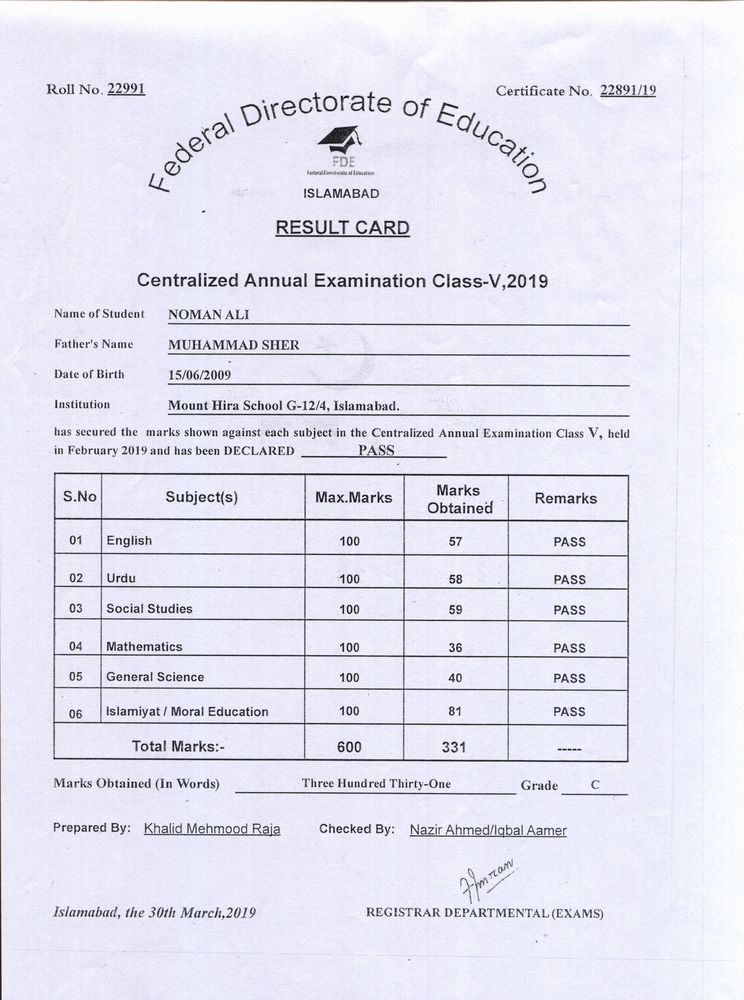 Roll No. 22991
Certificate No. 22891/19
Federal Directorate of Education
FDE
Federal Directorate of Education
ISLAMABAD
RESULT CARD
Centralized Annual Examination Class-V,2019
Name of Student NOMAN ALI
Father's Name MUHAMMAD SHER
Date of Birth 15/06/2009
Institution Mount Hira School G-12/4, Islamabad.
has secured the marks shown against each subject in the Centralized Annual Examination Class V, held
in February 2019 and has been DECLARED PASS
S.No Subject(s) Max.Marks Marks Obtained Remarks
01 English 100 57 PASS
02 Urdu 100 58 PASS
03 Social Studies 100 59 PASS
04 Mathematics 100 36 PASS
05 General Science 100 40 PASS
06 Islamiyat / Moral Education 100 81 PASS
Total Marks:- 600 331 -----
Marks Obtained (In Words) Three Hundred Thirty-One Grade C
Prepared By: Khalid Mehmood Raja Checked By: Nazir Ahmed/Iqbal Aamer
Islamabad, the 30th March,2019 REGISTRAR DEPARTMENTAL (EXAMS)